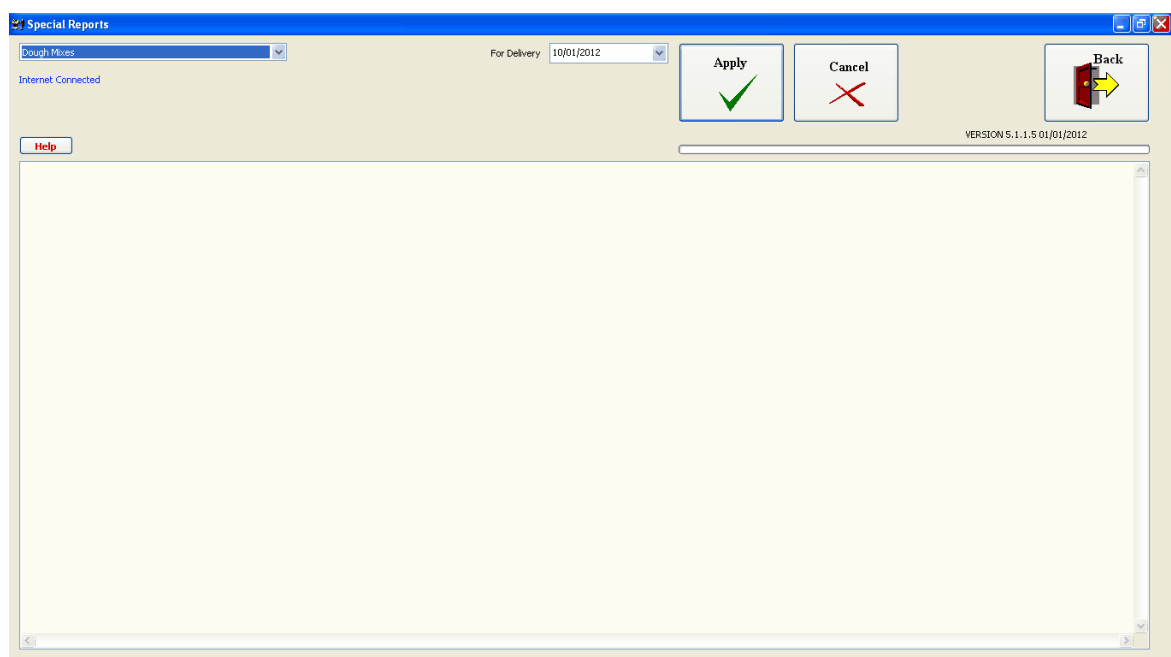 Special Reports
Dough Mixes
For Delivery 10/01/2012
Apply
Cancel
Back
Internet Connected
VERSION 5.1.1.5 01/01/2012
Help